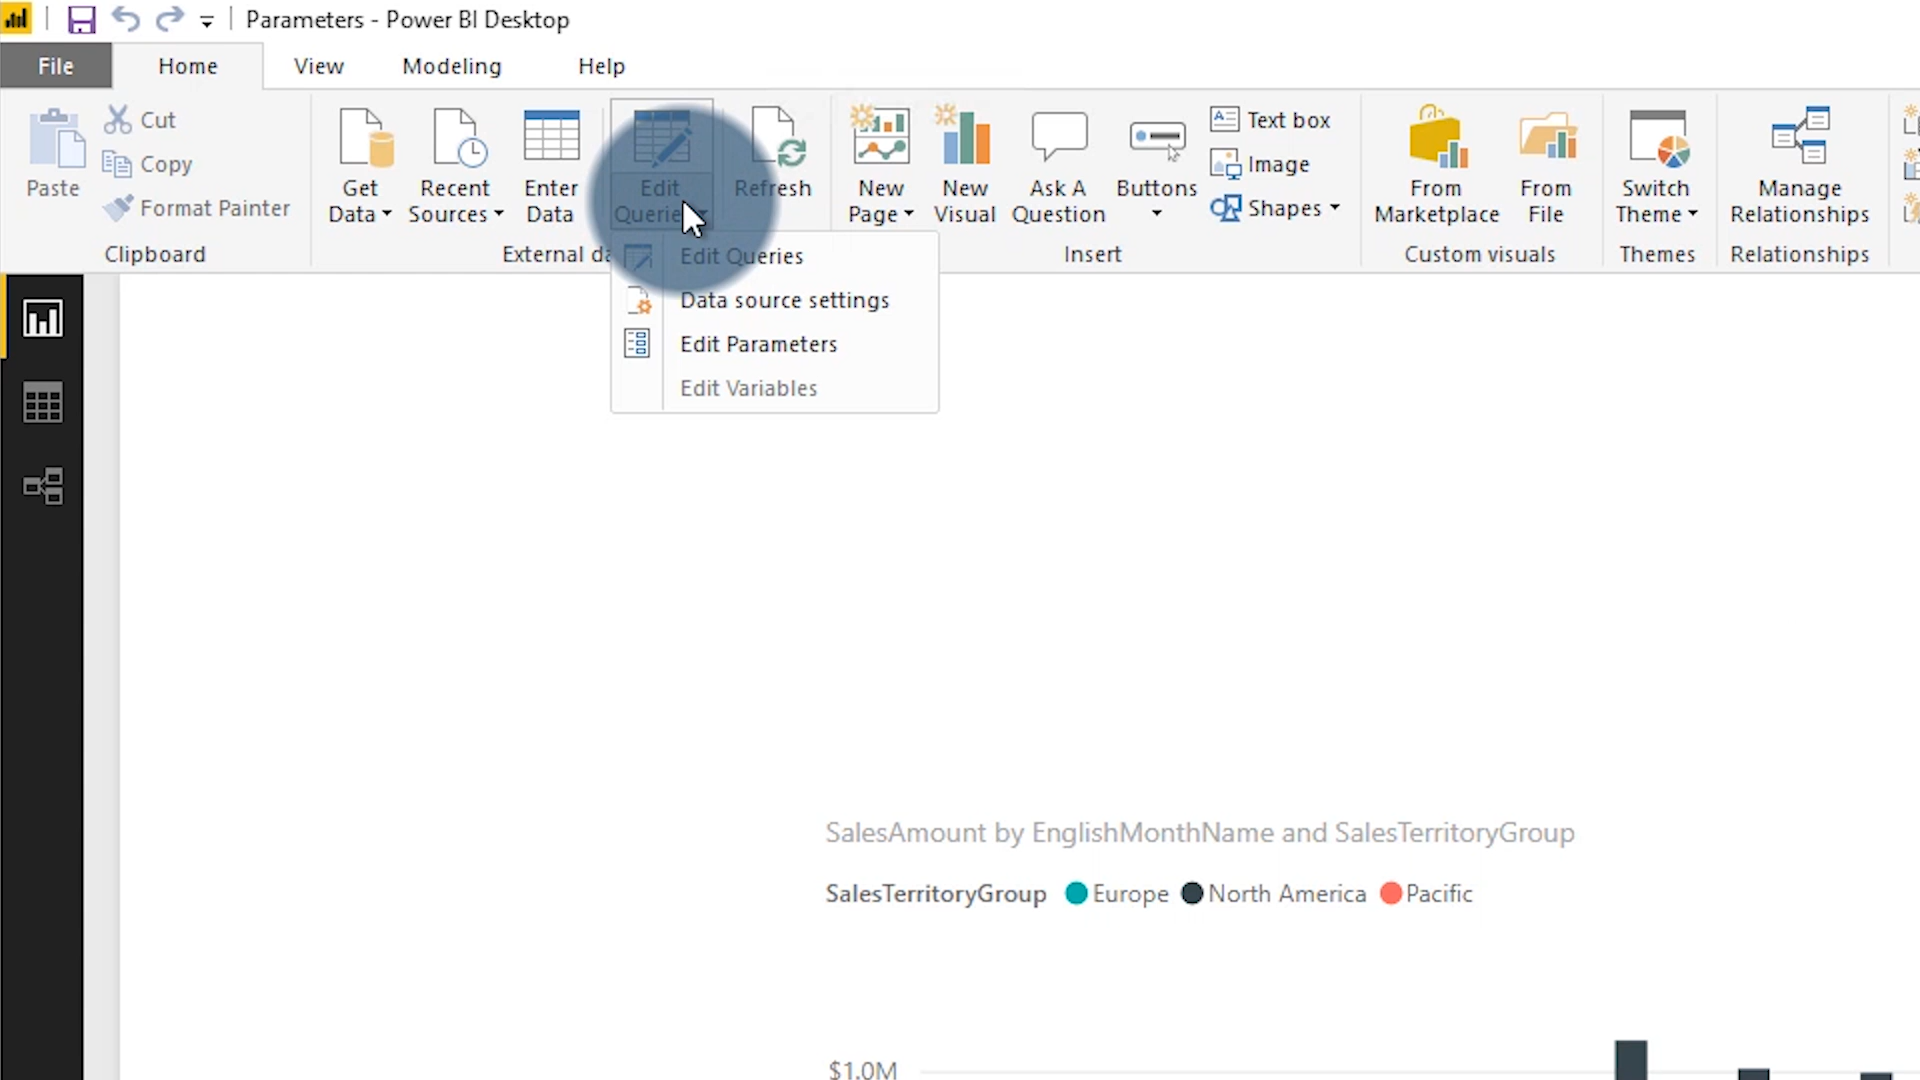 Parameters - Power BI Desktop
File Home View Modeling Help
Paste
Cut
Copy
Format Painter
Clipboard
Get Data
Recent Sources
Enter Data
Edit
Refresh
External
New Page
New Visual
Ask A Question
Buttons
Text box
Image
Shapes
Insert
From Marketplace
From File
Custom visuals
Switch Theme
Themes
Manage Relationships
Relationships
Edit Queries
Data source settings
Edit Parameters
Edit Variables
SalesAmount by EnglishMonthName and SalesTerritoryGroup
SalesTerritoryGroup Europe North America Pacific
$1.0M